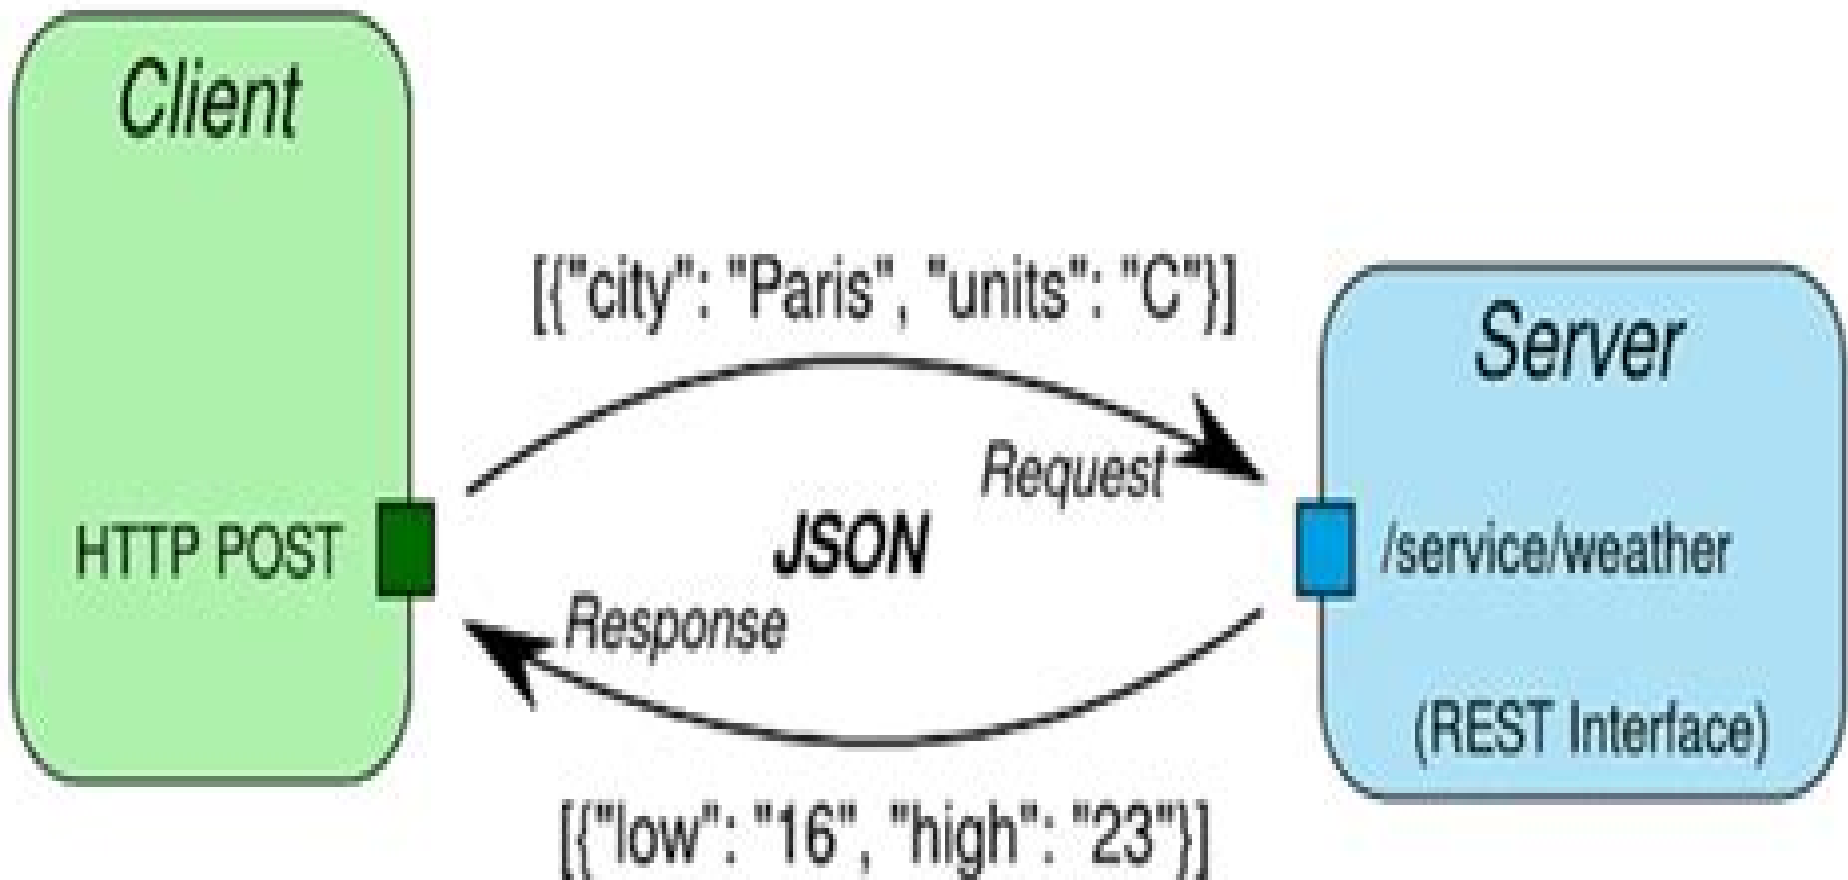 Client
[{"city": "Paris", "units": "C"}]
Server
Request
HTTP POST
JSON
/service/weather
Response
(REST Interface)
[{"low": "16", "high": "23"}]